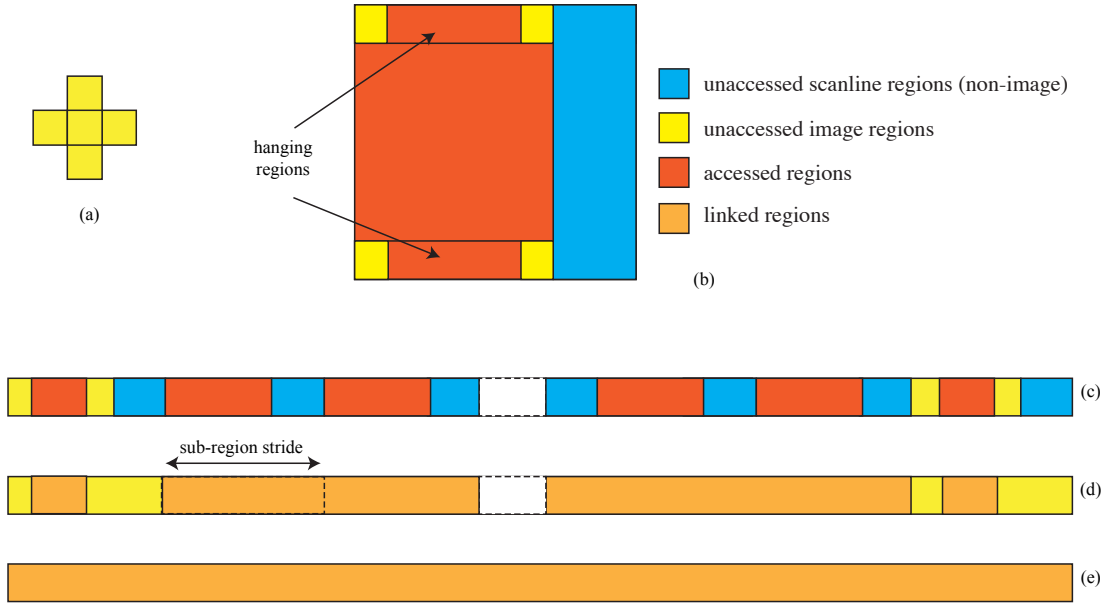 unaccessed scanline regions (non-image)
unaccessed image regions
hanging
regions
accessed regions
linked regions
(a)
(b)
(c)
sub-region stride
(d)
(e)